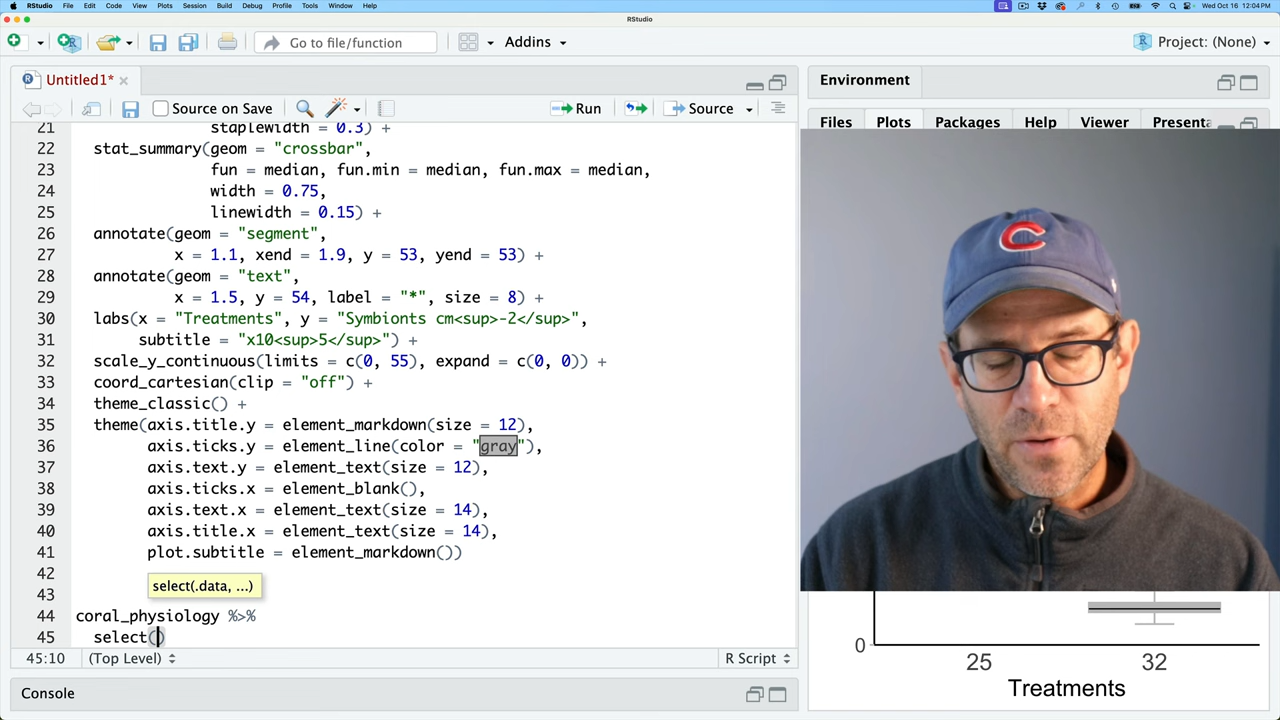 RStudio File Edit Code View Plots Session Build Debug Profile Tools Window Help Wed Oct 16 12:04 PM
RStudio
Go to file/function Addins Project: (None)
Untitled1*
Source on Save Run Source
21 staplewidth = 0.3) +
22 stat_summary(geom = "crossbar",
23 fun = median, fun.min = median, fun.max = median,
24 width = 0.75,
25 linewidth = 0.15) +
26 annotate(geom = "segment",
27 x = 1.1, xend = 1.9, y = 53, yend = 53) +
28 annotate(geom = "text",
29 x = 1.5, y = 54, label = "*", size = 8) +
30 labs(x = "Treatments", y = "Symbionts cm<sup>-2</sup>",
31 subtitle = "x10<sup>5</sup>") +
32 scale_y_continuous(limits = c(0, 55), expand = c(0, 0)) +
33 coord_cartesian(clip = "off") +
34 theme_classic() +
35 theme(axis.title.y = element_markdown(size = 12),
36 axis.ticks.y = element_line(color = "gray"),
37 axis.text.y = element_text(size = 12),
38 axis.ticks.x = element_blank(),
39 axis.text.x = element_text(size = 14),
40 axis.title.x = element_text(size = 14),
41 plot.subtitle = element_markdown())
42
43 select(.data, ...)
44 coral_physiology %>%
45 select()
45:10 (Top Level) R Script
Console
Environment
Files Plots Packages Help Viewer Presenta
C
0
25 32
Treatments